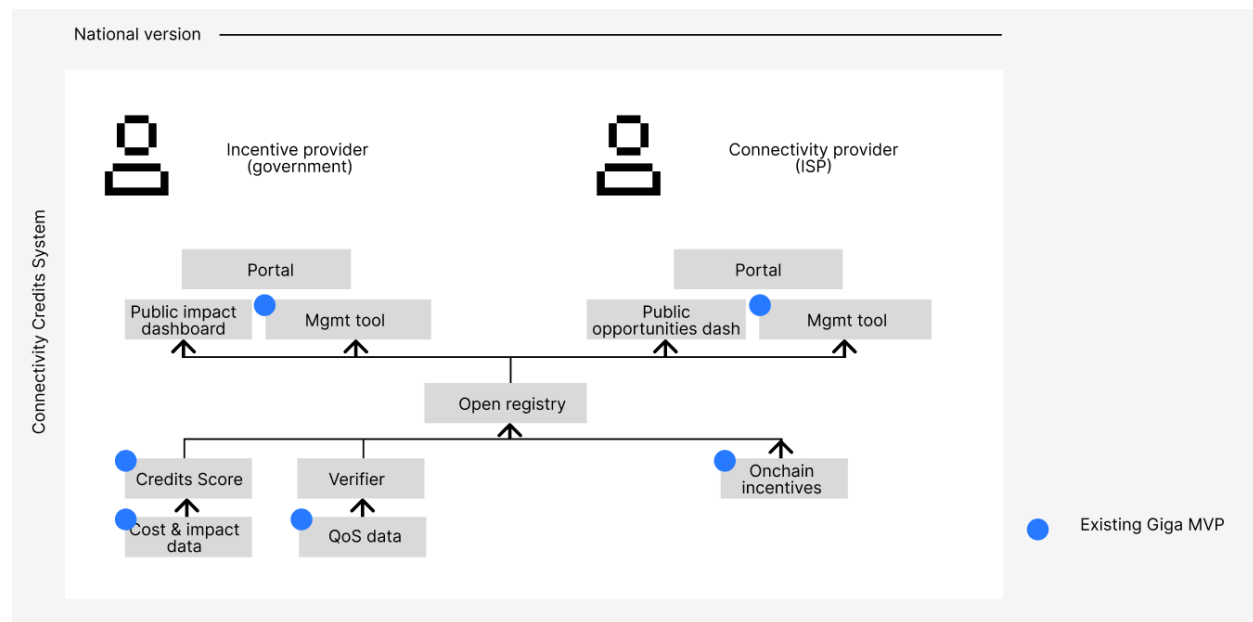 National version
Connectivity Credits System
Incentive provider
(government)
Connectivity provider
(ISP)
Portal
Portal
Public impact
dashboard
Mgmt tool
Public
opportunities dash
Mgmt tool
Open registry
Credits Score
Verifier
Onchain
incentives
Cost & impact
data
QoS data
Existing Giga MVP